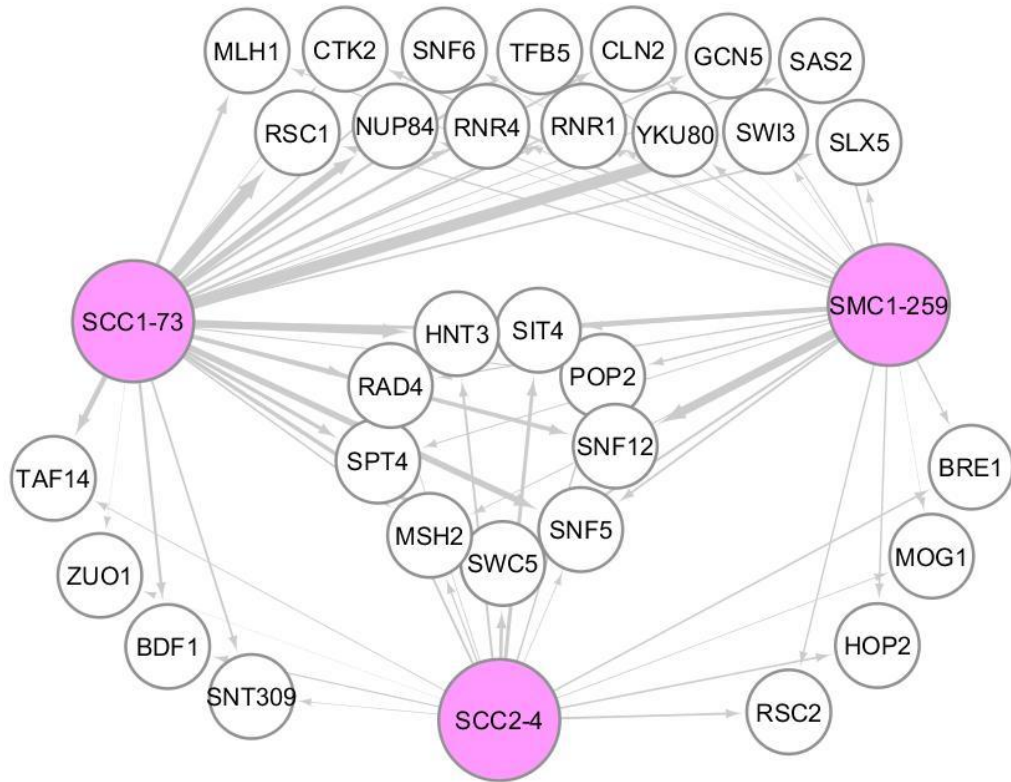 MLH1
CTK2
SNF6
TFB5
CLN2
GCN5
SAS2
RSC1
NUP84
RNR4
RNR1
YKU80
SWI3
SLX5
SCC1-73
SMC1-259
HNT3
SIT4
RAD4
POP2
SPT4
SNF12
MSH2
SWC5
SNF5
TAF14
ZUO1
BDF1
SNT309
BRE1
MOG1
HOP2
RSC2
SCC2-4